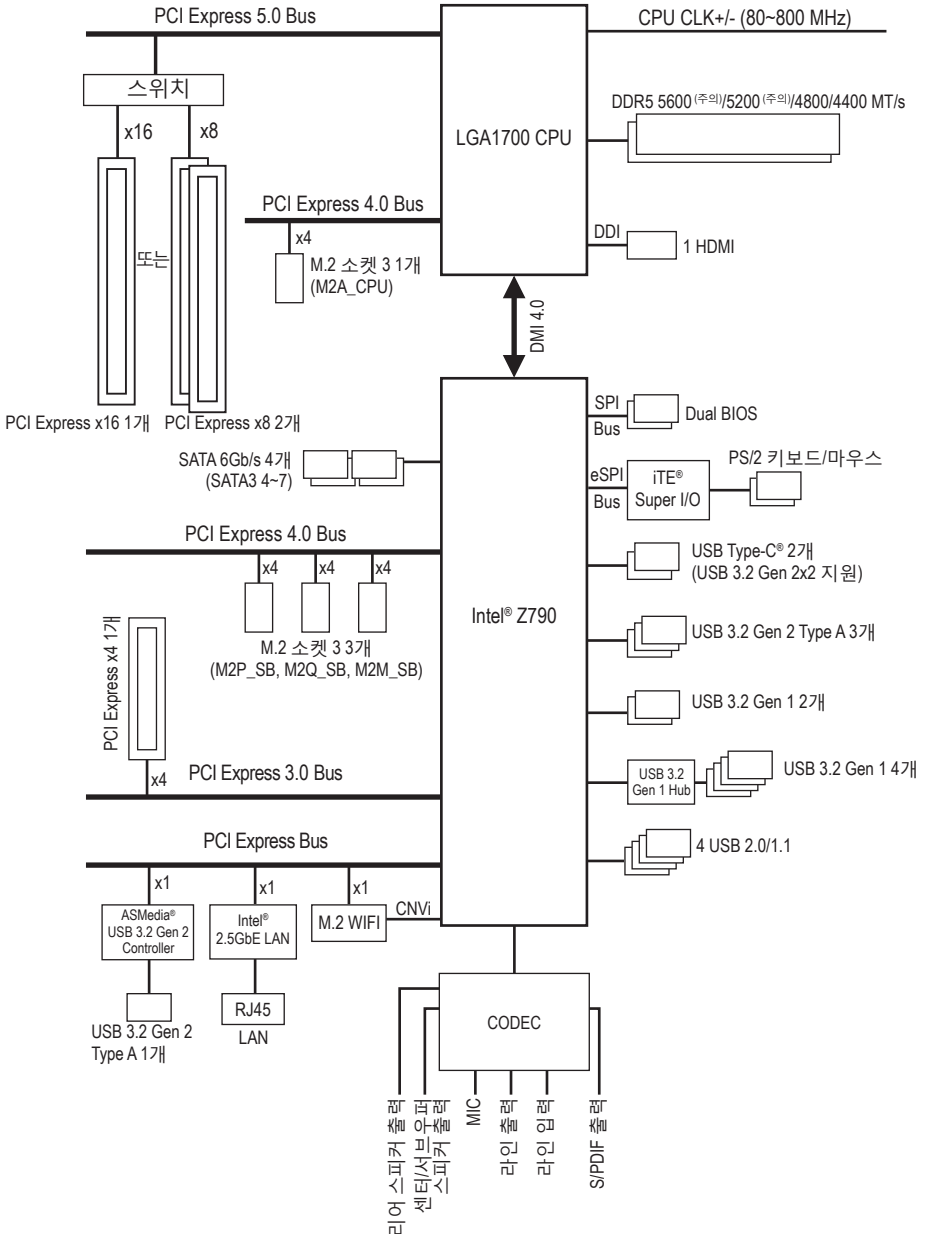 PCI Express 5.0 Bus
CPU CLK+/- (80~800 MHz)
스위치
x16
x8
DDR5 5600 (주의)/5200 (주의)/4800/4400 MT/s
LGA1700 CPU
PCI Express 4.0 Bus
x4
M.2 소켓 3 1개
(M2A_CPU)
또는
DDI
1 HDMI
DMI 4.0
PCI Express x16 1개
PCI Express x8 2개
SPI
Bus
Dual BIOS
SATA 6Gb/s 4개
(SATA3 4~7)
eSPI
Bus
iTE®
Super I/O
PS/2 키보드/마우스
PCI Express 4.0 Bus
x4
x4
x4
M.2 소켓 3 3개
(M2P_SB, M2Q_SB, M2M_SB)
Intel® Z790
USB Type-C® 2개
(USB 3.2 Gen 2x2 지원)
USB 3.2 Gen 2 Type A 3개
PCI Express x4 1개
x4
PCI Express 3.0 Bus
USB 3.2 Gen 1 2개
USB 3.2
Gen 1 Hub
USB 3.2 Gen 1 4개
PCI Express Bus
4 USB 2.0/1.1
x1
x1
x1
ASMedia®
USB 3.2 Gen 2
Controller
Intel®
2.5GbE LAN
M.2 WIFI
CNVi
USB 3.2 Gen 2
Type A 1개
RJ45
LAN
CODEC
리어 스피커 출력
센터/서브우퍼
스피커 출력
MIC
라인 출력
라인 입력
S/PDIF 출력